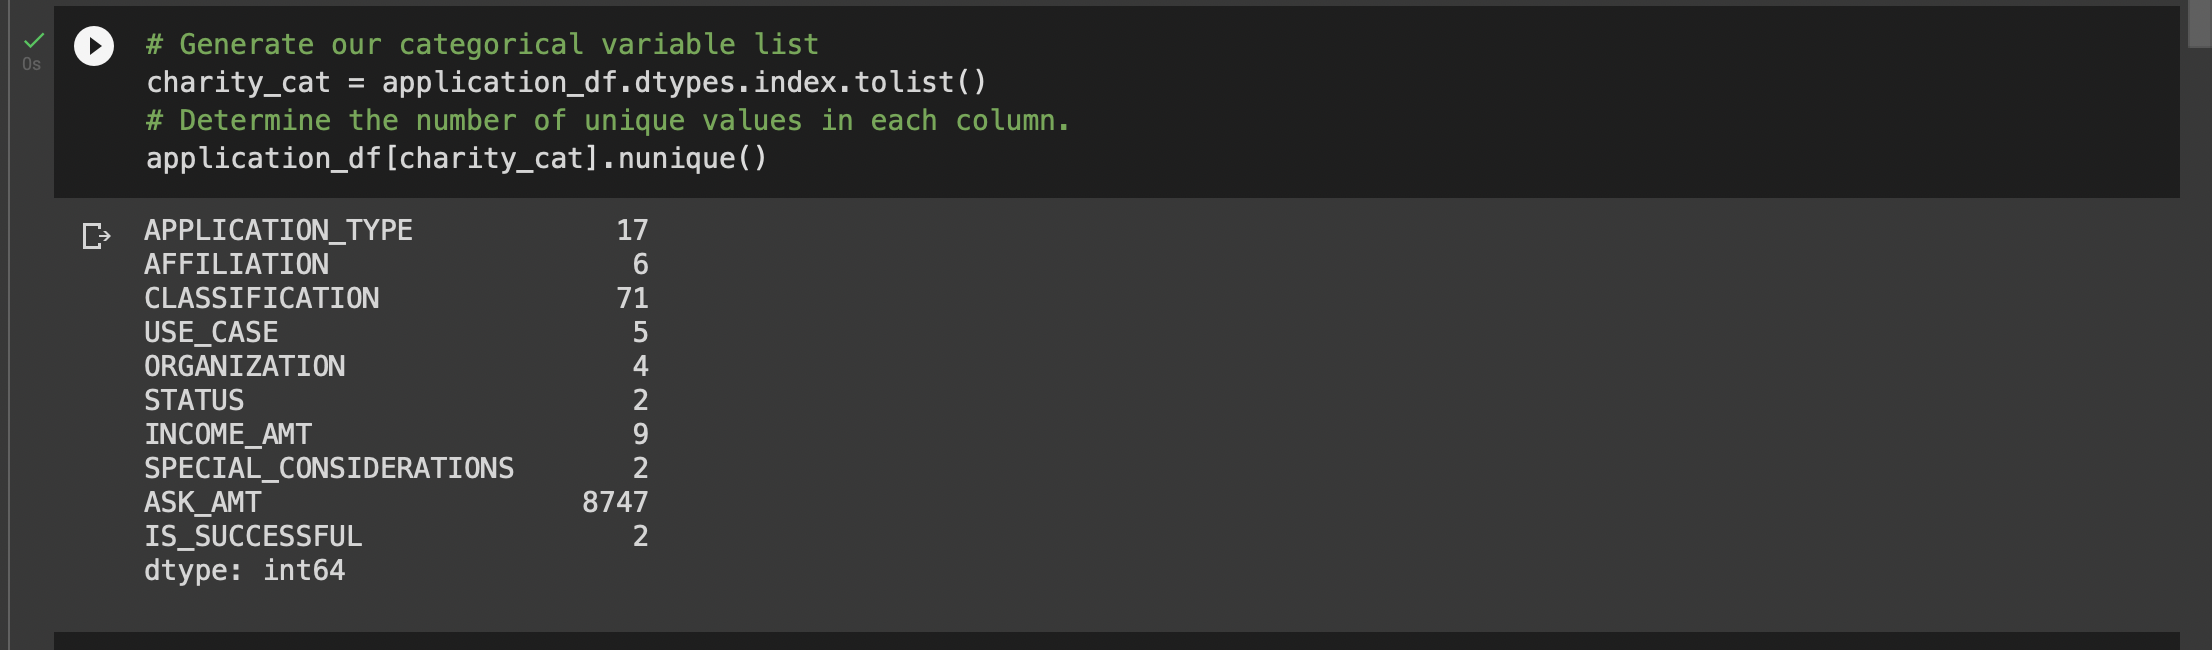 # Generate our categorical variable list
0s
charity_cat = application_df.dtypes.index.tolist()
# Determine the number of unique values in each column.
application_df[charity_cat].nunique()
APPLICATION_TYPE 17
AFFILIATION 6
CLASSIFICATION 71
USE_CASE 5
ORGANIZATION 4
STATUS 2
INCOME_AMT 9
SPECIAL_CONSIDERATIONS 2
ASK_AMT 8747
IS_SUCCESSFUL 2
dtype: int64